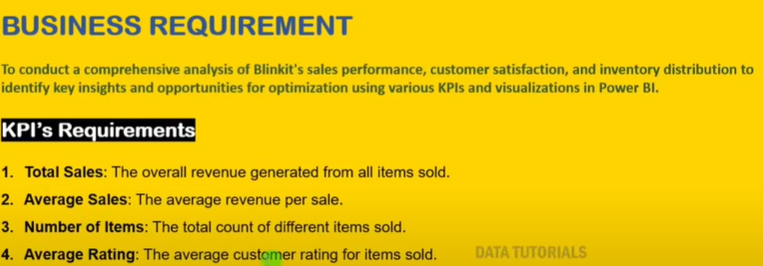 BUSINESS REQUIREMENT
To conduct a comprehensive analysis of Blinkit's sales performance, customer satisfaction, and inventory distribution to
identify key insights and opportunities for optimization using various KPIs and visualizations in Power BI.
KPI's Requirements
1. Total Sales: The overall revenue generated from all items sold.
2. Average Sales: The average revenue per sale.
3. Number of Items: The total count of different items sold.
4. Average Rating: The average customer rating for items sold.
DATA TUTORIALS